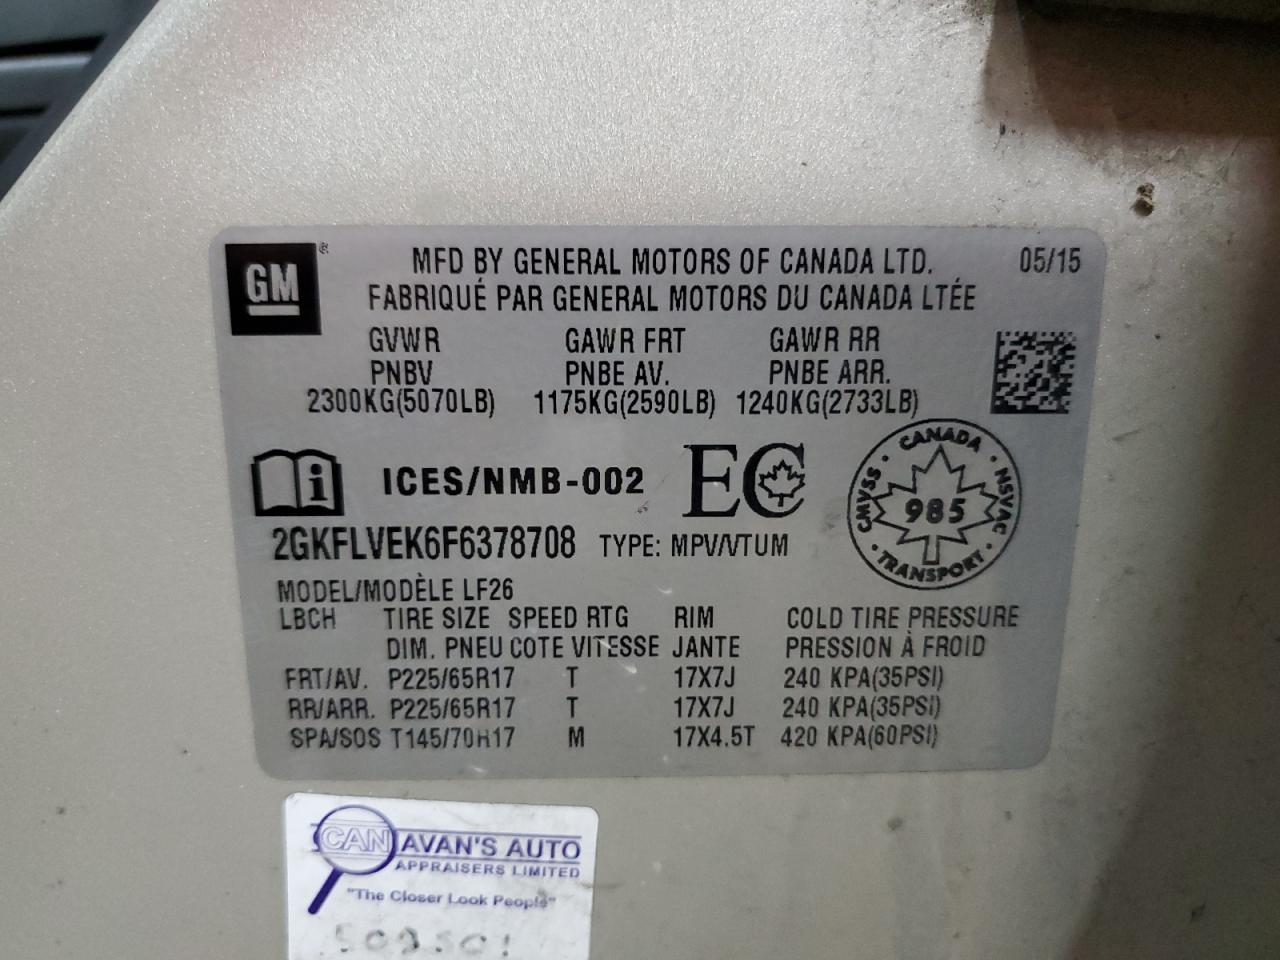 GM ®
MFD BY GENERAL MOTORS OF CANADA LTD. 05/15
FABRIQUÉ PAR GENERAL MOTORS DU CANADA LTÉE
GVWR GAWR FRT GAWR RR
PNBV PNBE AV. PNBE ARR.
2300KG(5070LB) 1175KG(2590LB) 1240KG(2733LB)
ICES/NMB-002 EC
CANADA
CMVSS 985 NSVAC
TRANSPORT
2GKFLVEK6F6378708 TYPE: MPV/VTUM
MODEL/MODÈLE LF26
LBCH TIRE SIZE SPEED RTG RIM COLD TIRE PRESSURE
DIM. PNEU COTE VITESSE JANTE PRESSION À FROID
FRT/AV. P225/65R17 T 17X7J 240 KPA(35PSI)
RR/ARR. P225/65R17 T 17X7J 240 KPA(35PSI)
SPA/SOS T145/70R17 M 17X4.5T 420 KPA(60PSI)
CANAVAN'S AUTO
APPRAISERS LIMITED
"The Closer Look People"